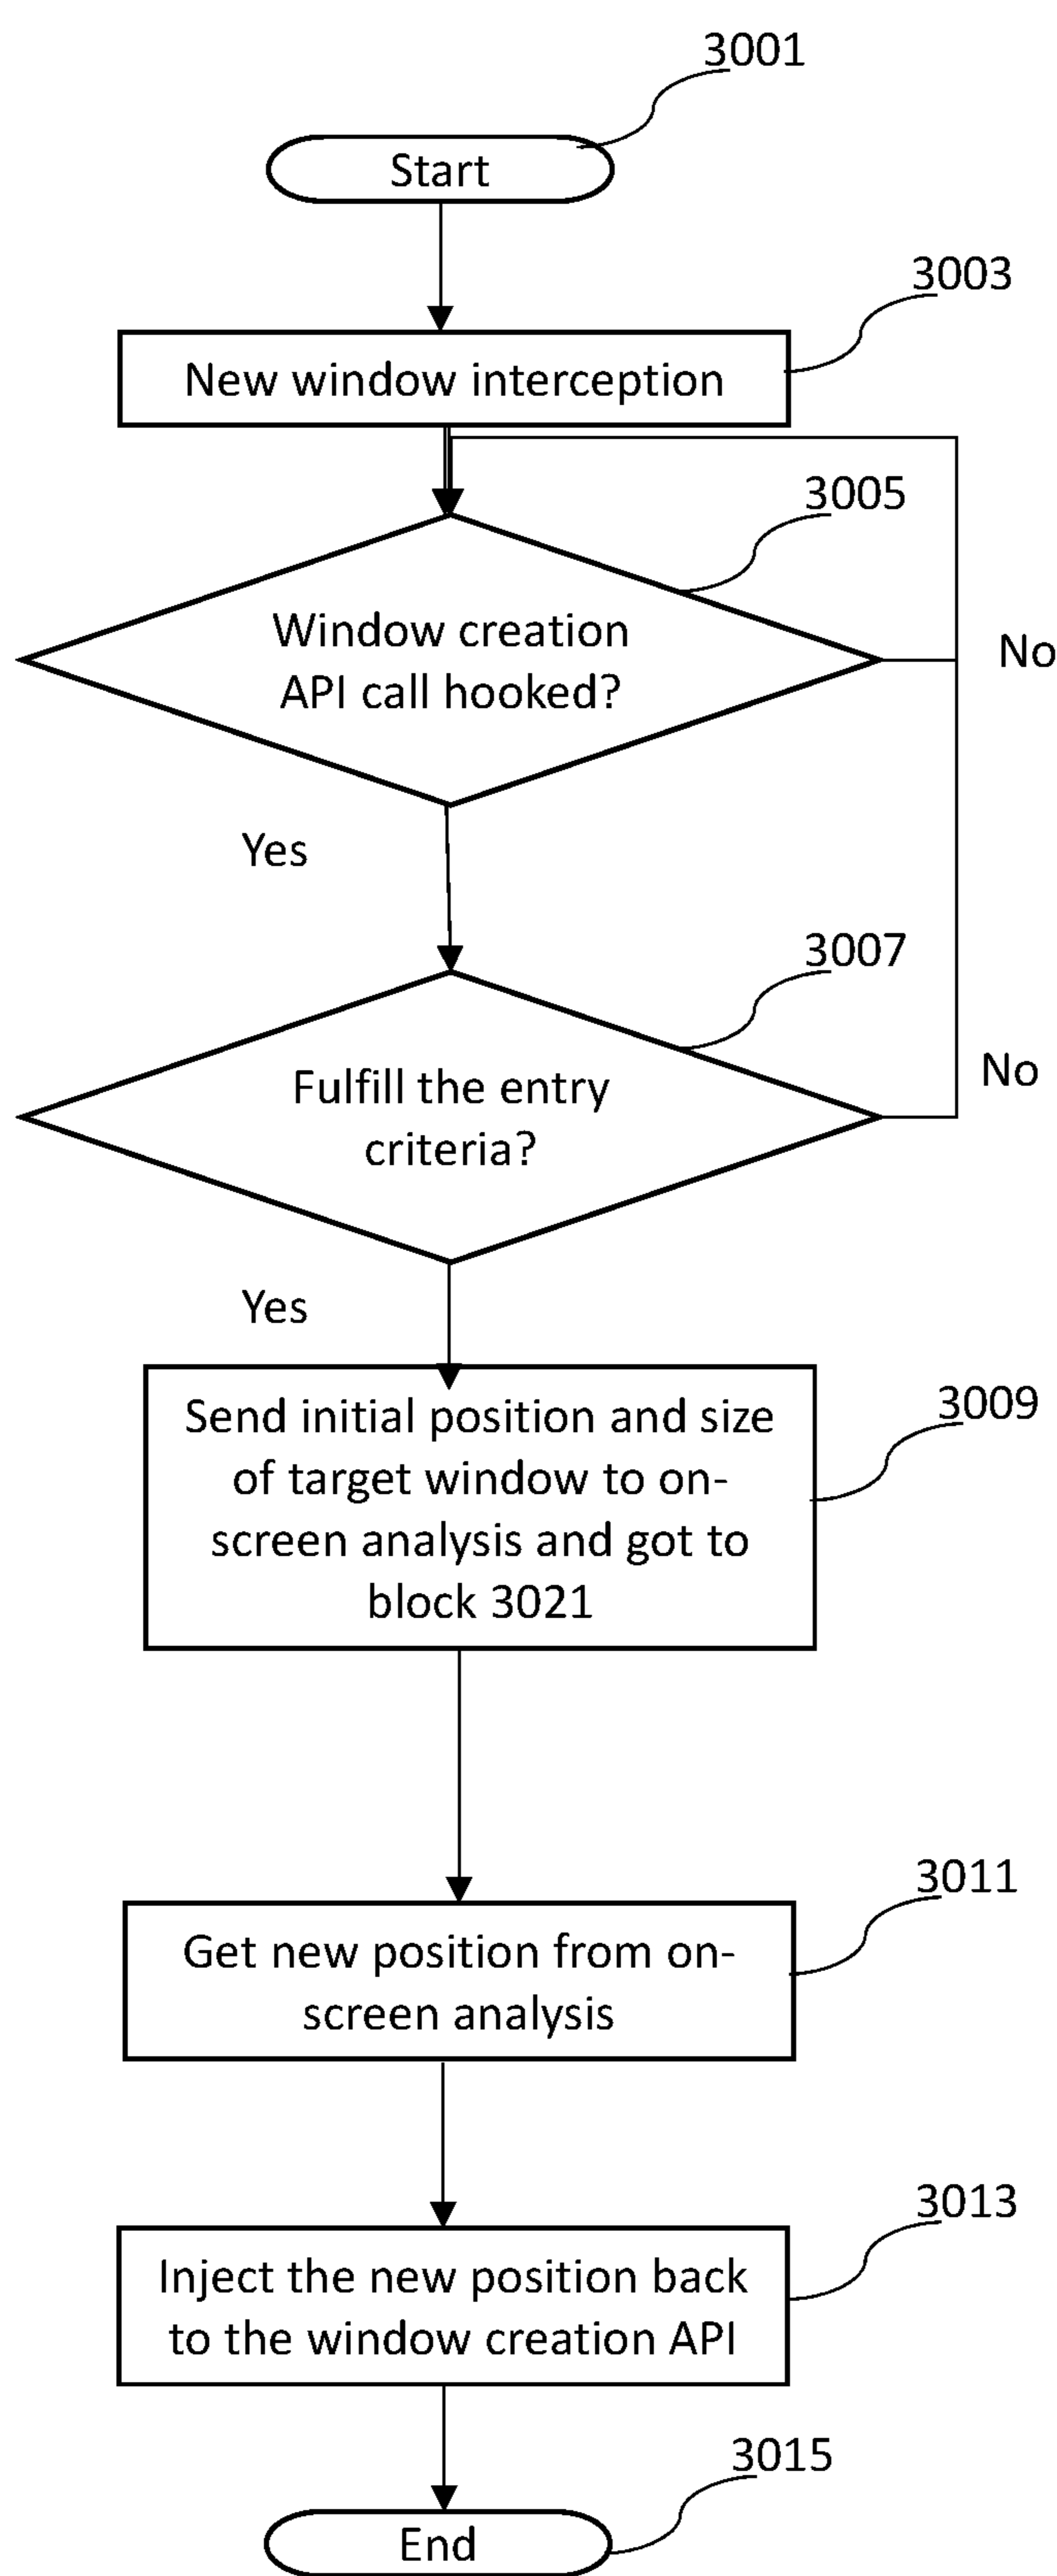 3001
Start
3003
New window interception
3005
Window creation
API call hooked?
No
Yes
3007
Fulfill the entry
criteria?
No
Yes
3009
Send initial position and size
of target window to on-
screen analysis and got to
block 3021
3011
Get new position from on-
screen analysis
3013
Inject the new position back
to the window creation API
3015
End